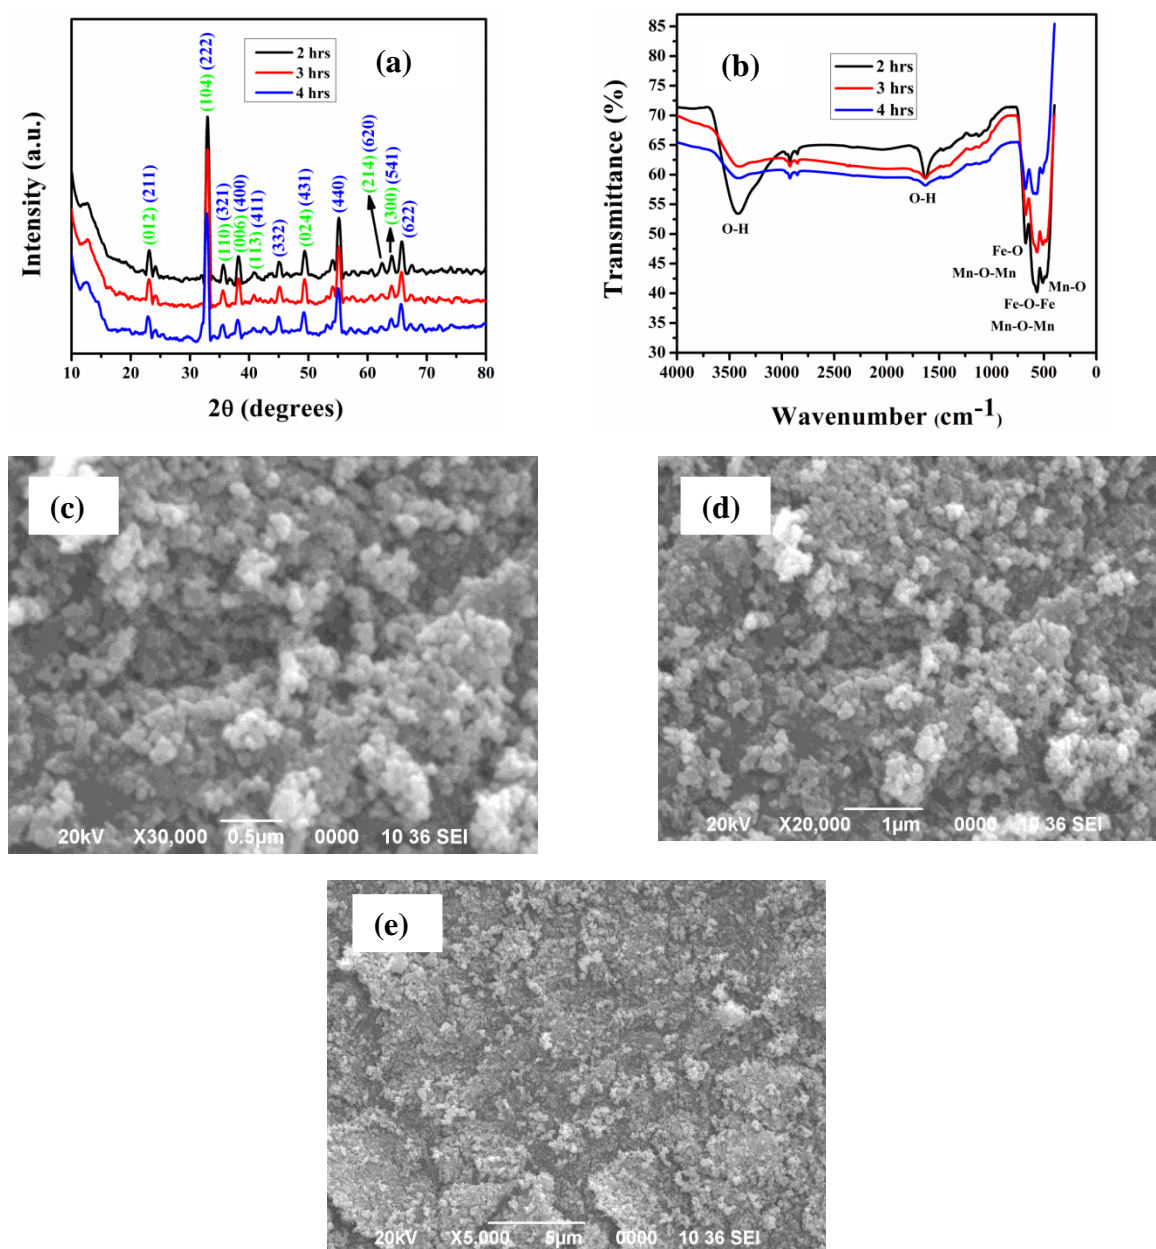 (a)
2 hrs
3 hrs
4 hrs
(012) (211)
(104) (222)
(110) (321)
(006) (400)
(113) (411)
(332)
(024) (431)
(440)
(214) (620)
(300) (541)
(622)
Intensity (a.u.)
10 20 30 40 50 60 70 80
2θ (degrees)
(b)
2 hrs
3 hrs
4 hrs
Transmittance (%)
85
80
75
70
65
60
55
50
45
40
35
30
O-H
O-H
Fe-O
Mn-O-Mn
Mn-O
Fe-O-Fe
Mn-O-Mn
4000 3500 3000 2500 2000 1500 1000 500 0
Wavenumber (cm⁻¹)
(c)
20kV X30,000 0.5µm 0000 10 36 SEI
(d)
20kV X20,000 1µm 0000 10 36 SEI
(e)
20kV X5,000 5µm 0000 10 36 SEI